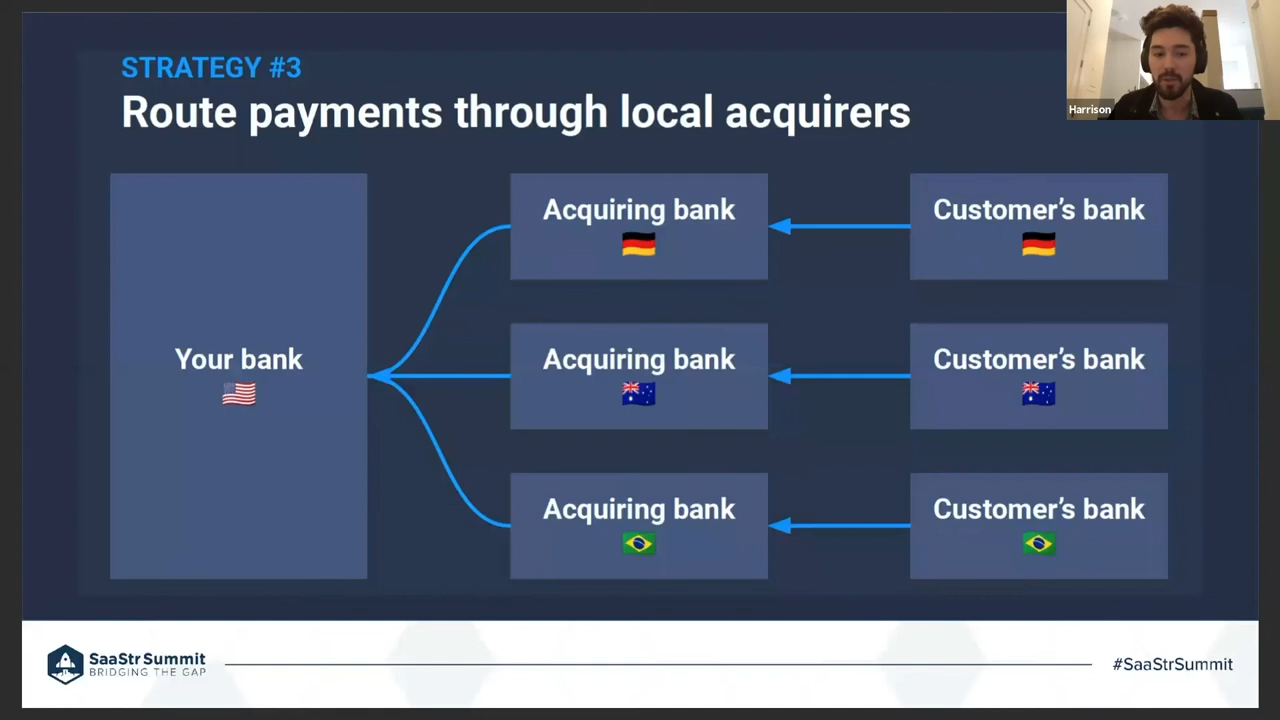 STRATEGY #3
Route payments through local acquirers
Harrison
Your bank
Acquiring bank
Customer’s bank
Acquiring bank
Customer’s bank
Acquiring bank
Customer’s bank
SaaStr Summit
BRIDGING THE GAP
#SaaStrSummit